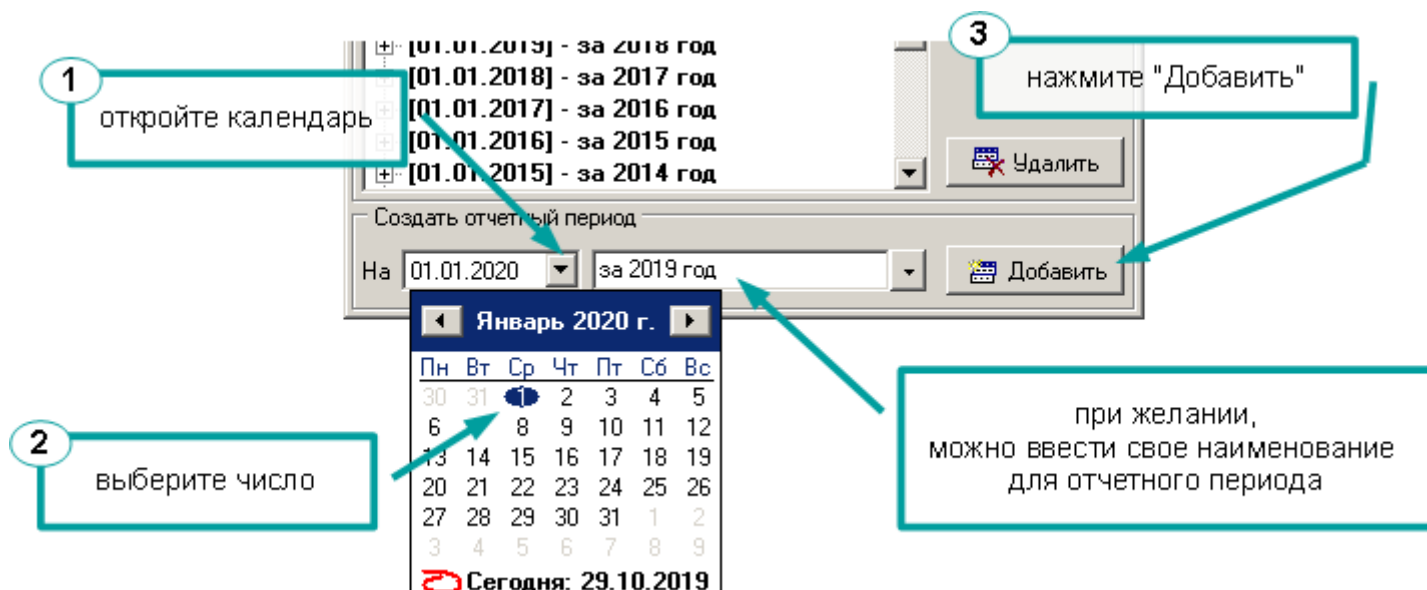 [01.01.2019] - за 2018 год
[01.01.2018] - за 2017 год
[01.01.2017] - за 2016 год
[01.01.2016] - за 2015 год
[01.01.2015] - за 2014 год
1
откройте календарь
3
нажмите "Добавить"
Удалить
Создать отчетный период
На 01.01.2020 за 2019 год Добавить
Январь 2020 г.
Пн Вт Ср Чт Пт Сб Вс
30 31 1 2 3 4 5
6 8 9 10 11 12
13 14 15 16 17 18 19
20 21 22 23 24 25 26
27 28 29 30 31 1 2
3 4 5 6 7 8 9
Сегодня: 29.10.2019
2
выберите число
при желании,
можно ввести свое наименование
для отчетного периода